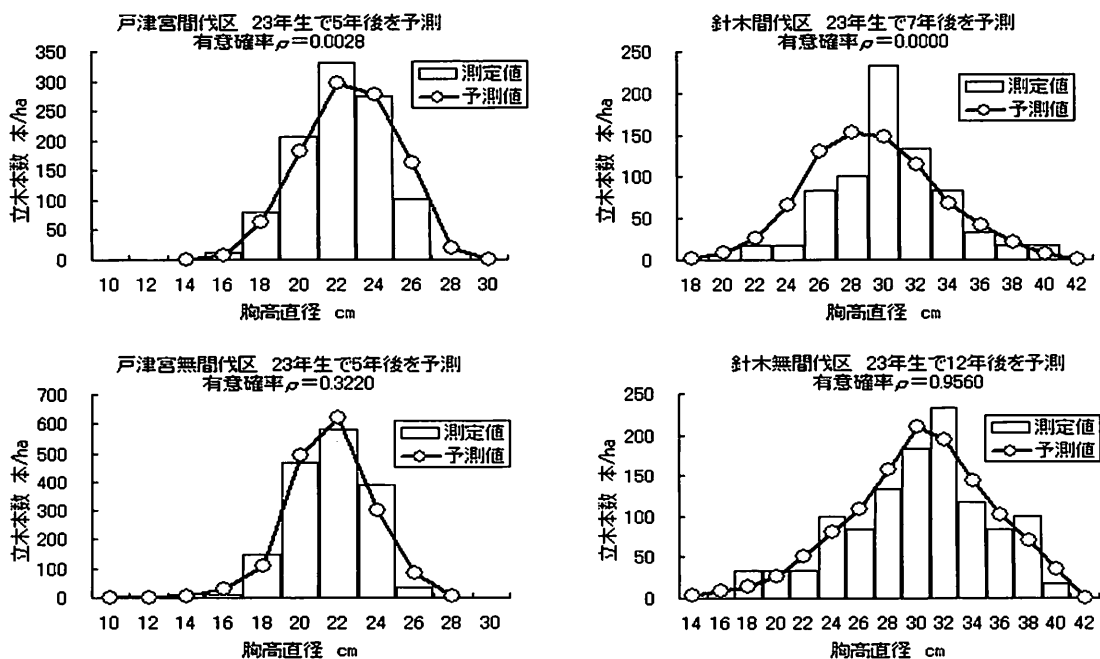 戸津宮間伐区 23年生で5年後を予測
有意確率ρ=0.0028
測定値
予測値
立木本数 本/ha
350
300
250
200
150
100
50
0
10 12 14 16 18 20 22 24 26 28 30
胸高直径 cm
針木間伐区 23年生で7年後を予測
有意確率ρ=0.0000
測定値
予測値
立木本数 本/ha
250
200
150
100
50
0
18 20 22 24 26 28 30 32 34 36 38 40 42
胸高直径 cm
戸津宮無間伐区 23年生で5年後を予測
有意確率ρ=0.3220
測定値
予測値
立木本数 本/ha
700
600
500
400
300
200
100
0
10 12 14 16 18 20 22 24 26 28 30
胸高直径 cm
針木無間伐区 23年生で12年後を予測
有意確率ρ=0.9560
測定値
予測値
立木本数 本/ha
250
200
150
100
50
0
14 16 18 20 22 24 26 28 30 32 34 36 38 40 42
胸高直径 cm